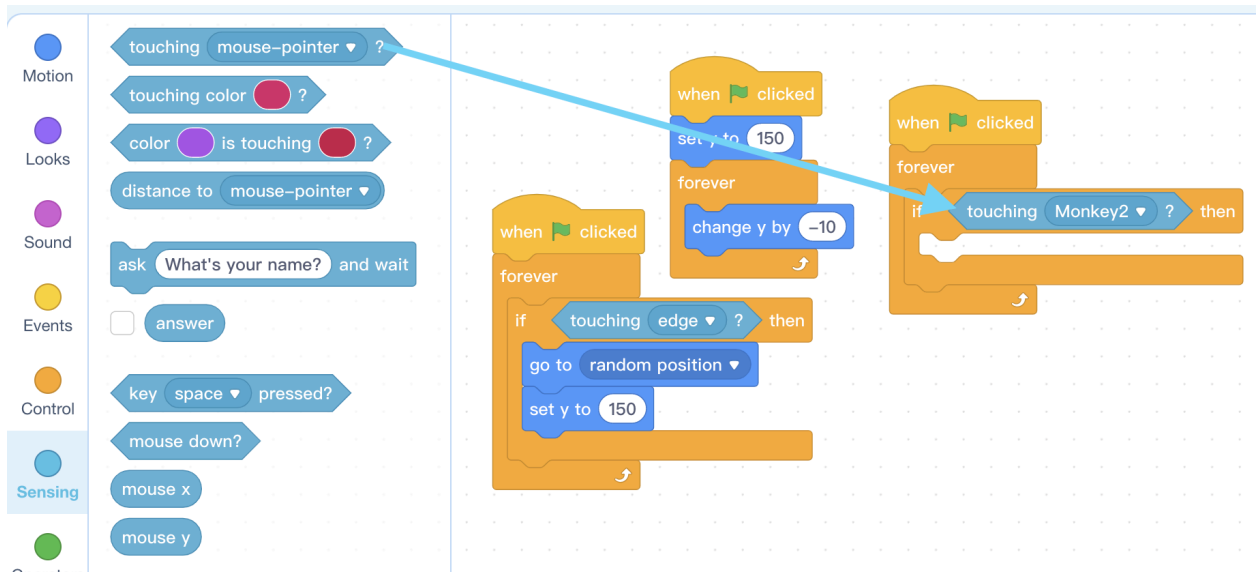 Motion
Looks
Sound
Events
Control
Sensing
touching mouse-pointer ?
touching color ?
color is touching ?
distance to mouse-pointer
ask What's your name? and wait
answer
key space pressed?
mouse down?
mouse x
mouse y
when clicked
forever
if touching edge ? then
go to random position
set y to 150
when clicked
set y to 150
forever
change y by -10
when clicked
forever
if touching Monkey2 ? then